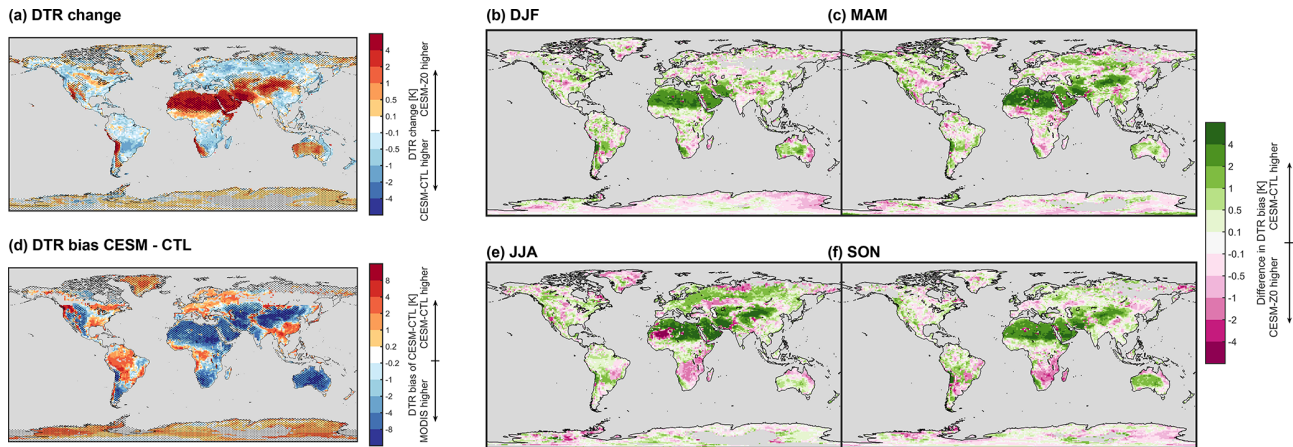 (a) DTR change
4
2
1
0.5
0.1
-0.1
-0.5
-1
-2
-4
DTR change [K]
CESM-CTL higher CESM-Z0 higher
(b) DJF
(c) MAM
(d) DTR bias CESM - CTL
8
4
2
1
0.2
-0.2
-1
-2
-4
-8
DTR bias of CESM-CTL [K]
MODIS higher CESM-CTL higher
(e) JJA
(f) SON
4
2
1
0.5
0.1
-0.1
-0.5
-1
-2
-4
Difference in DTR bias [K]
CESM-Z0 higher CESM-CTL higher